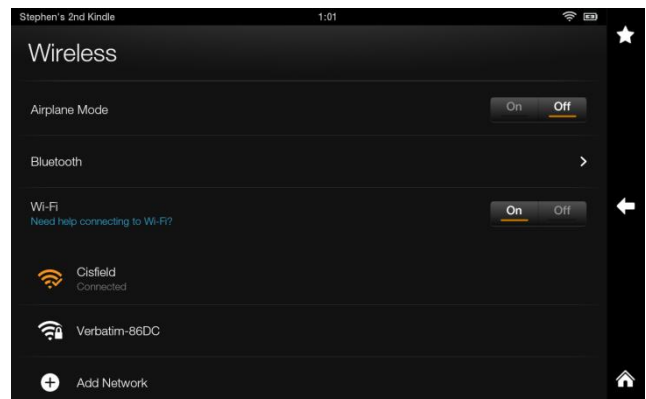 Stephen's 2nd Kindle 1:01
Wireless
Airplane Mode On Off
Bluetooth
Wi-Fi On Off
Need help connecting to Wi-Fi?
Cisfield
Connected
Verbatim-86DC
Add Network